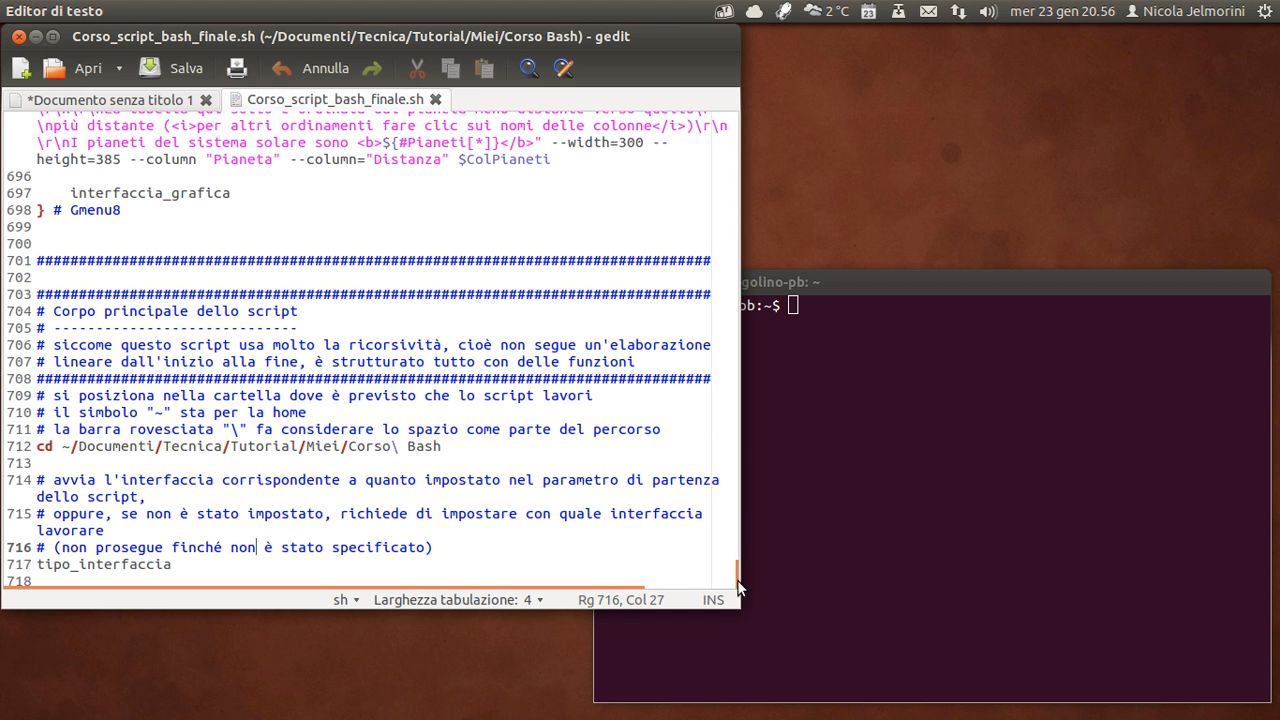 Editor di testo
2 °C
23
mer 23 gen 20.56
Nicola Jelmorini
Corso_script_bash_finale.sh (~/Documenti/Tecnica/Tutorial/Miei/Corso Bash) - gedit
Apri
Salva
Annulla
*Documento senza titolo 1
Corso_script_bash_finale.sh
\npiù distante (<i>per altri ordinamenti fare clic sui nomi delle colonne</i>)\r\n
\r\nI pianeti del sistema solare sono <b>${#Pianeti[*]}</b>" --width=300 --
height=385 --column "Pianeta" --column="Distanza" $ColPianeti
696
697 interfaccia_grafica
698 } # Gmenu8
699
700
701 ################################################################################
702
703 ################################################################################
704 # Corpo principale dello script
705 # -----------------------------
706 # siccome questo script usa molto la ricorsività, cioè non segue un'elaborazione
707 # lineare dall'inizio alla fine, è strutturato tutto con delle funzioni
708 ################################################################################
709 # si posiziona nella cartella dove è previsto che lo script lavori
710 # il simbolo "~" sta per la home
711 # la barra rovesciata "\" fa considerare lo spazio come parte del percorso
712 cd ~/Documenti/Tecnica/Tutorial/Miei/Corso\ Bash
713
714 # avvia l'interfaccia corrispondente a quanto impostato nel parametro di partenza
dello script,
715 # oppure, se non è stato impostato, richiede di impostare con quale interfaccia
lavorare
716 # (non prosegue finché non è stato specificato)
717 tipo_interfaccia
718
sh
Larghezza tabulazione: 4
Rg 716, Col 27
INS
golino-pb: ~
pb:~$